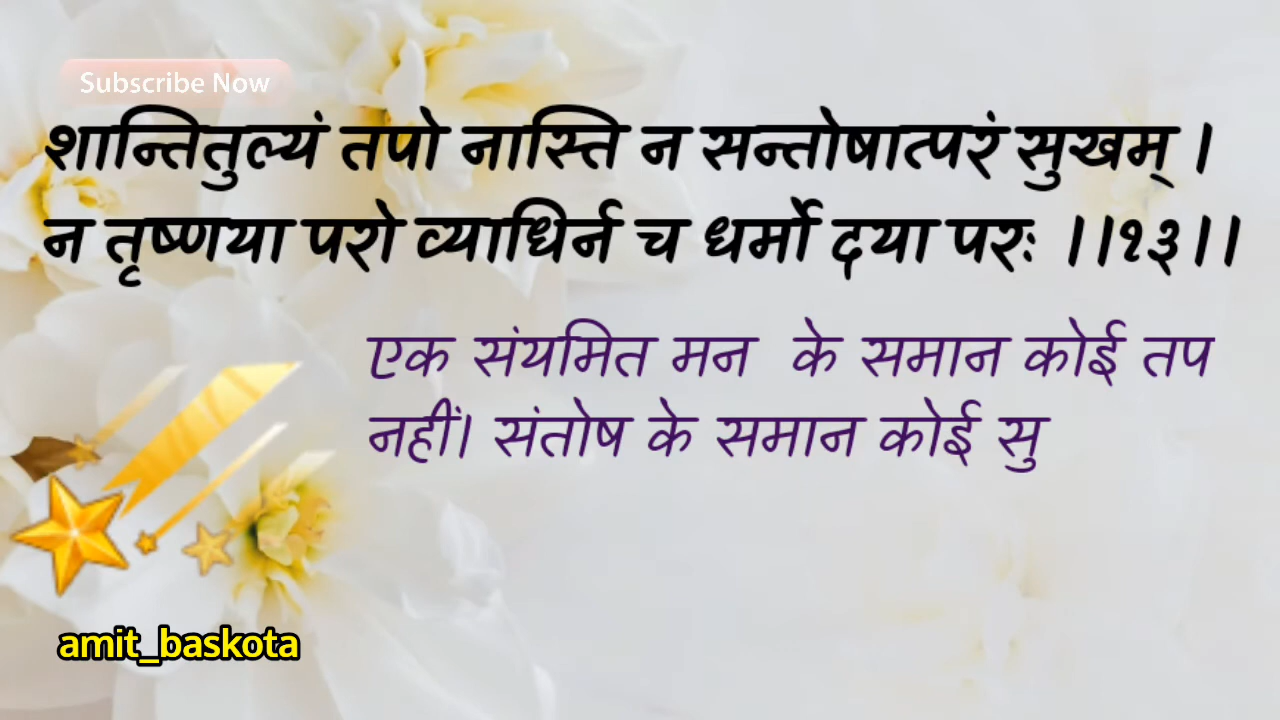 Subscribe Now
शान्तितुल्यं तपो नास्ति न सन्तोषात्परं सुखम् ।
न तृष्णया परो व्याधिर्न च धर्मो दया परः ।।१३।।
एक संयमित मन के समान कोई तप
नहीं। संतोष के समान कोई सु
amit_baskota